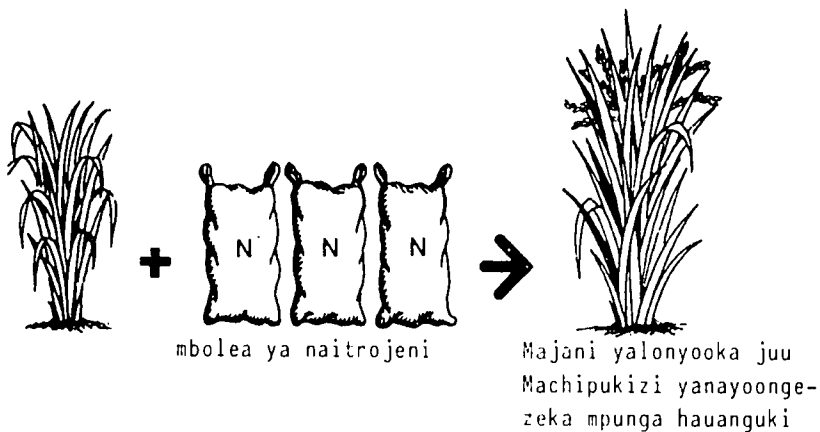 N N N
mbolea ya naitrojeni
Majani yalonyooka juu
Machipukizi yanayoonge-
zeka mpunga hauanguki